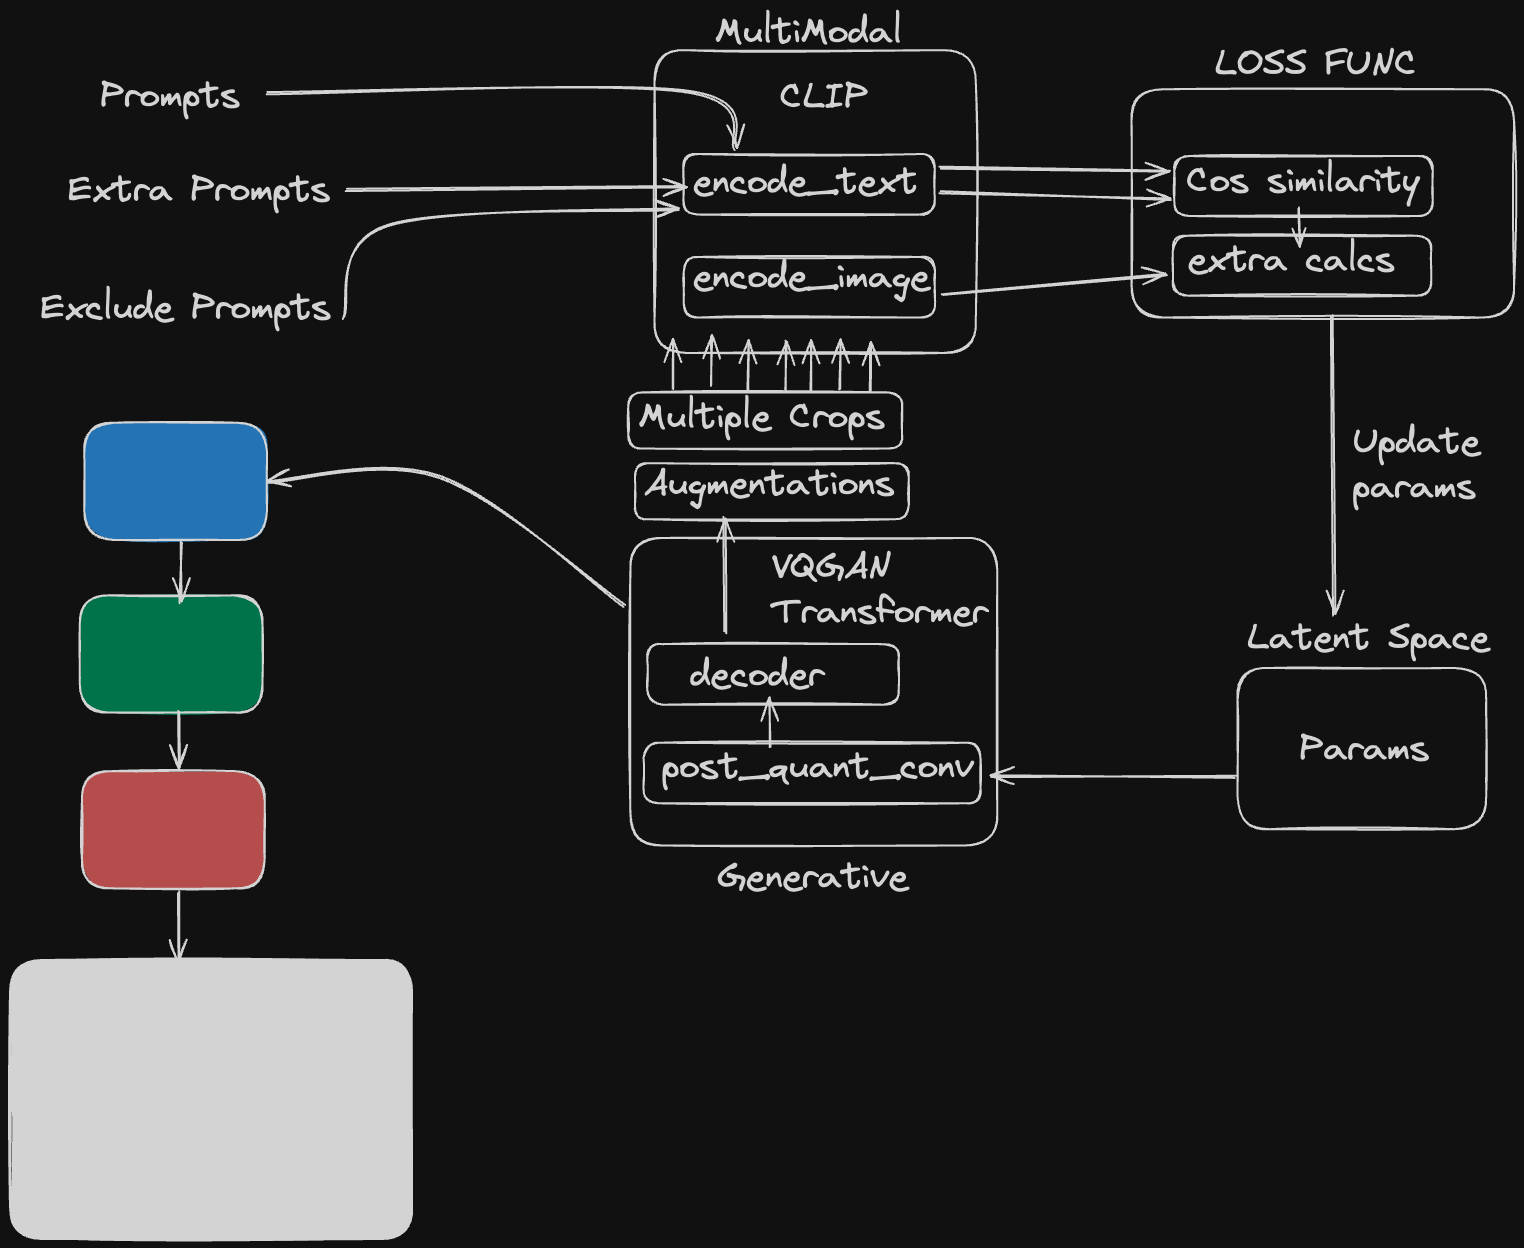 MultiModal
LOSS FUNC
Prompts
CLIP
Extra Prompts
encode_text
Cos similarity
Exclude Prompts
encode_image
extra calcs
Multiple Crops
Augmentations
Update
params
VQGAN
Transformer
decoder
post_quant_conv
Generative
Latent Space
Params